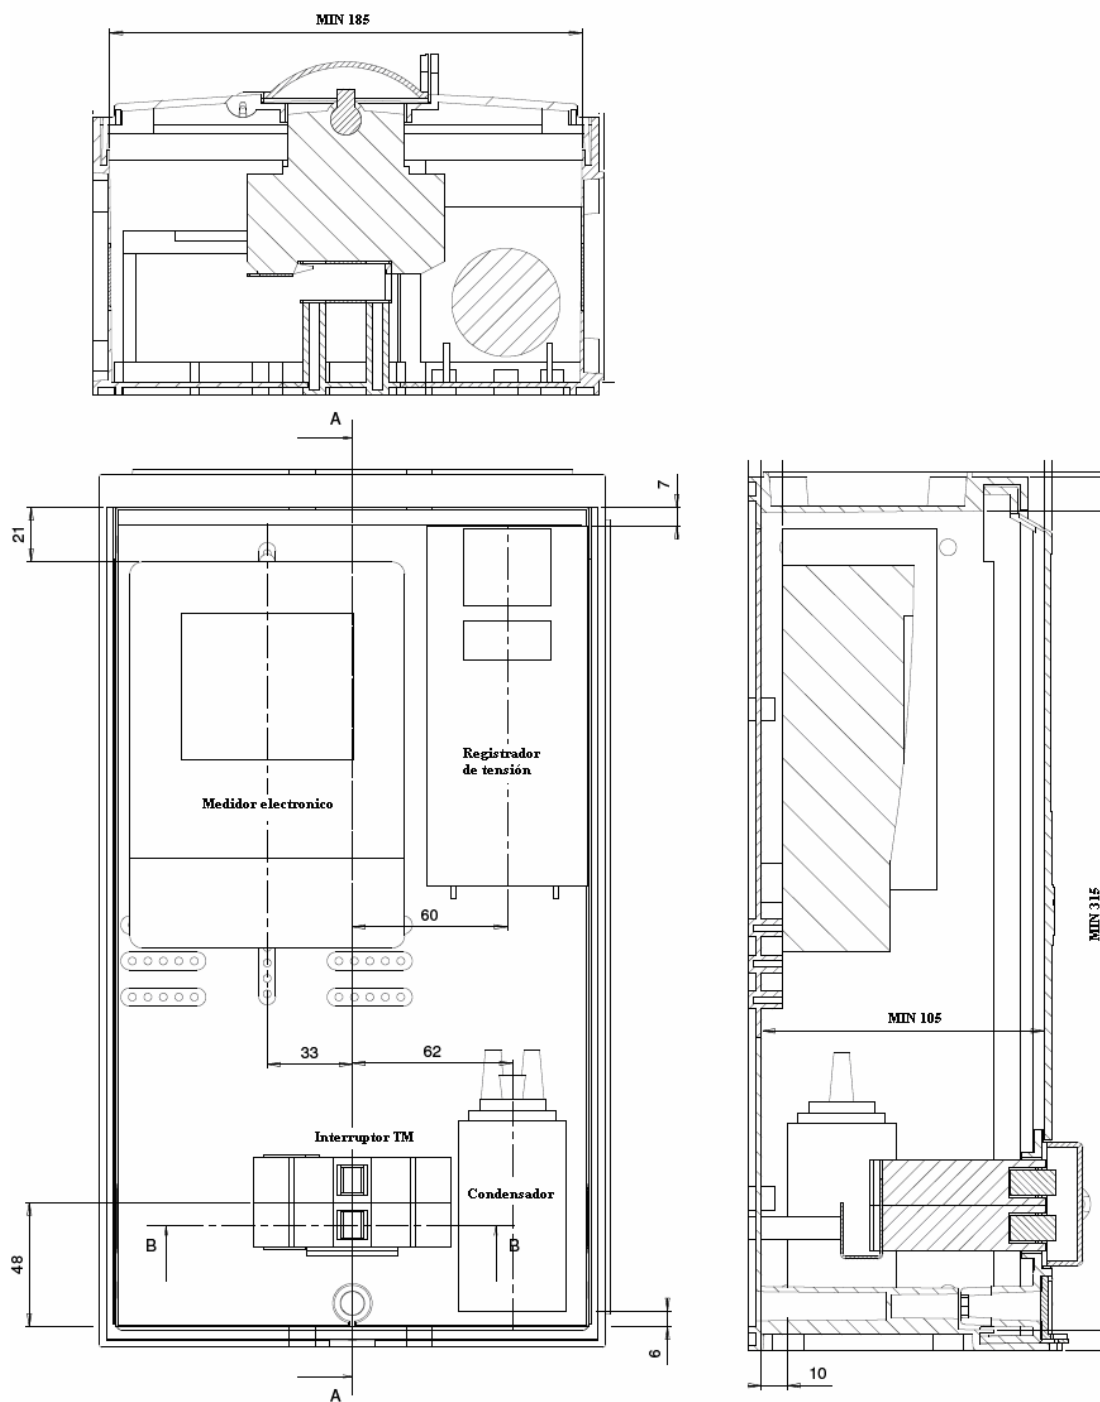 MIN 185
A
7
21
Registrador
de tensión
Medidor electronico
60
MIN 315
MIN 105
33
62
Interruptor TM
Condensador
B
B
48
6
10
A